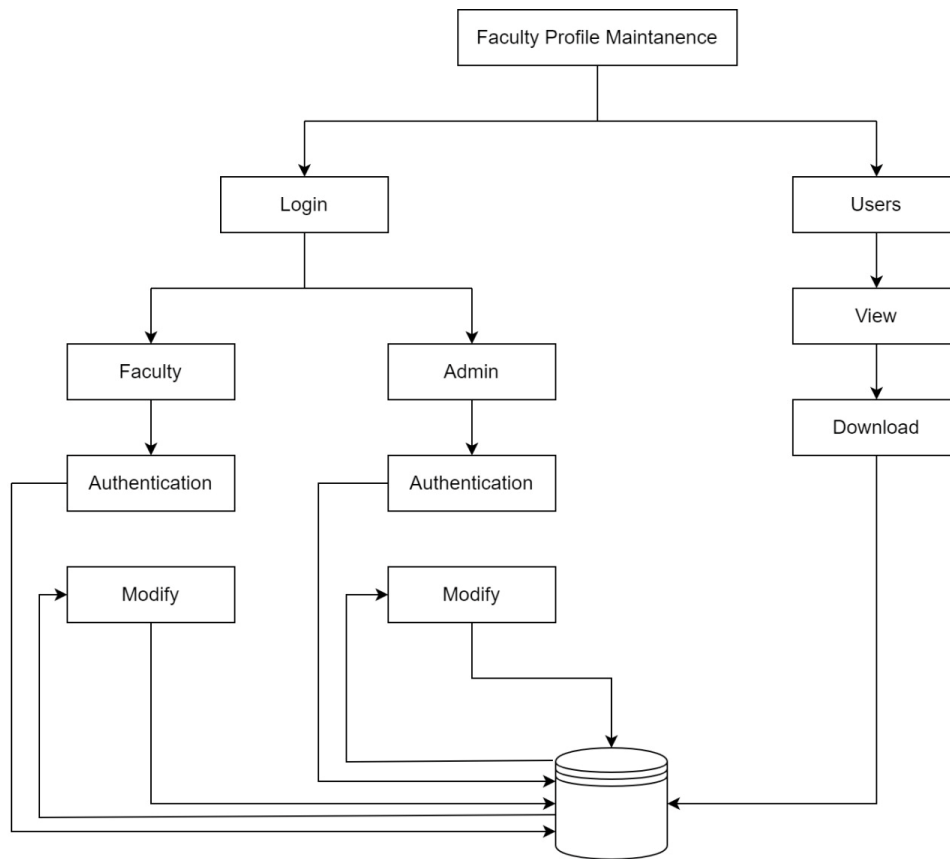 Faculty Profile Maintanence
Login
Users
View
Faculty
Admin
Download
Authentication
Authentication
Modify
Modify